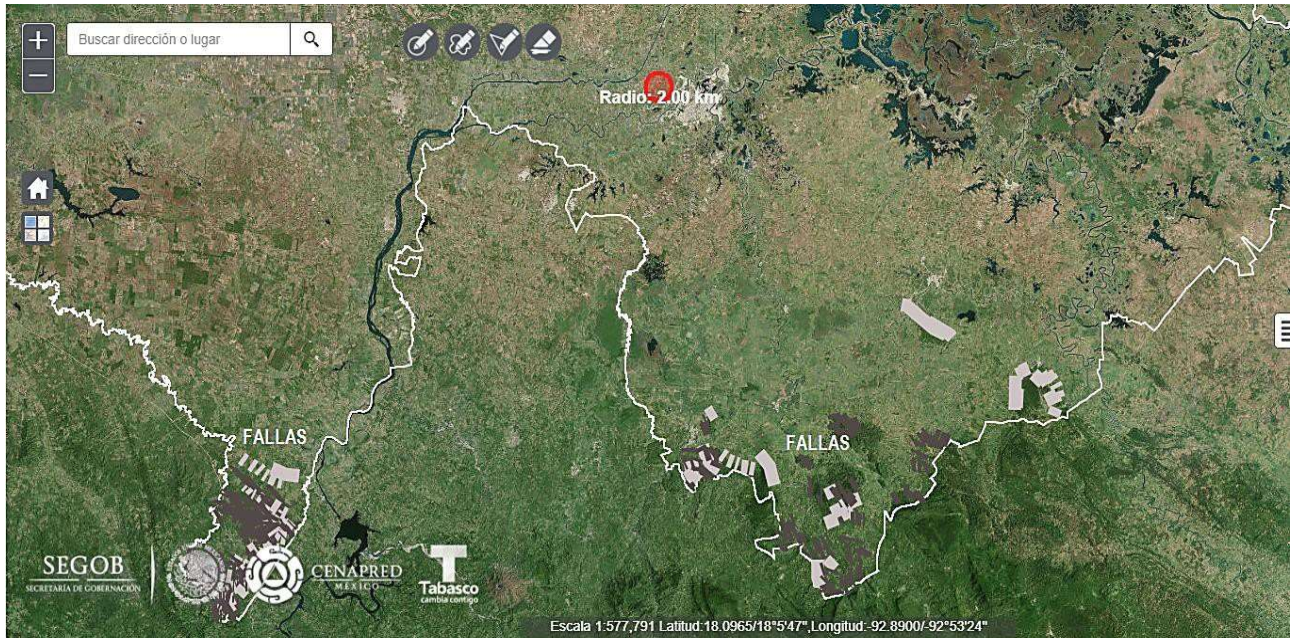 +
Buscar dirección o lugar
−
Radio: 2.00 km
FALLAS
FALLAS
SEGOB
SECRETARÍA DE GOBERNACIÓN
CENAPRED
MÉXICO
Tabasco
cambia contigo
Escala 1:577,791 Latitud:18.0965/18°5'47",Longitud:-92.8900/-92°53'24"